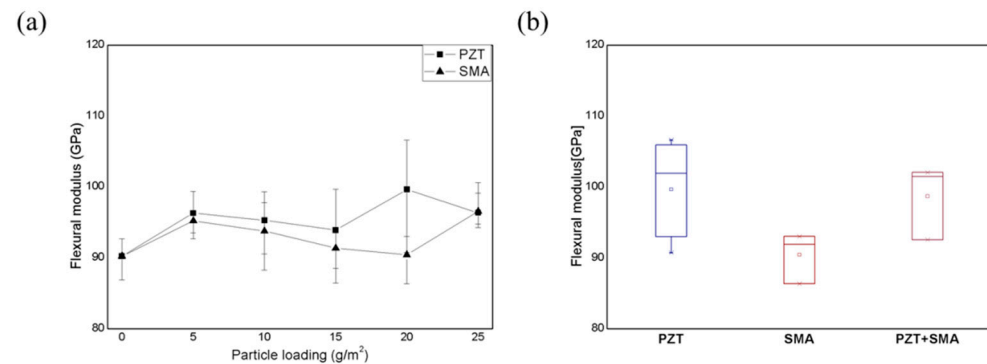 (a)
120
110
100
90
80
Flexural modulus (GPa)
PZT
SMA
0 5 10 15 20 25
Particle loading (g/m²)
(b)
120
110
100
90
80
Flexural modulus[GPa]
PZT SMA PZT+SMA